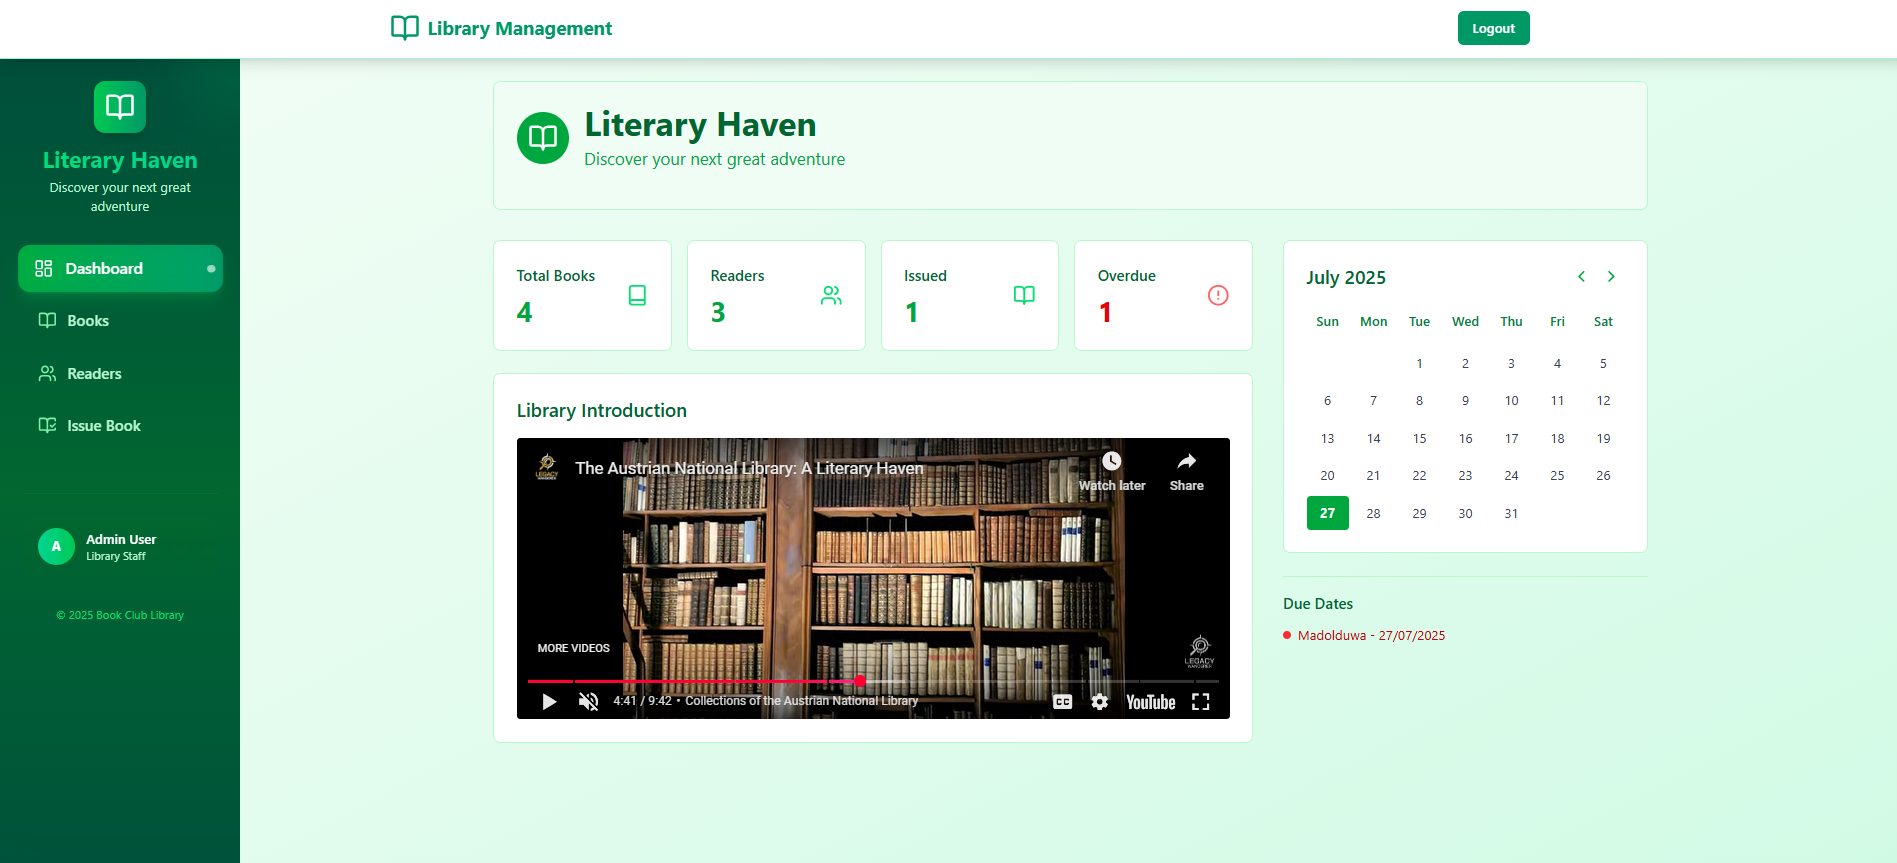 Library Management
Logout
Literary Haven
Discover your next great
adventure
Dashboard
Books
Readers
Issue Book
A
Admin User
Library Staff
© 2025 Book Club Library
Literary Haven
Discover your next great adventure
Total Books
4
Readers
3
Issued
1
Overdue
1
Library Introduction
LEGACY
The Austrian National Library: A Literary Haven
Watch later
Share
MORE VIDEOS
LEGACY
WANDERER
4:41 / 9:42 • Collections of the Austrian National Library
CC
YouTube
July 2025
Sun Mon Tue Wed Thu Fri Sat
1 2 3 4 5
6 7 8 9 10 11 12
13 14 15 16 17 18 19
20 21 22 23 24 25 26
27 28 29 30 31
Due Dates
Madolduwa - 27/07/2025